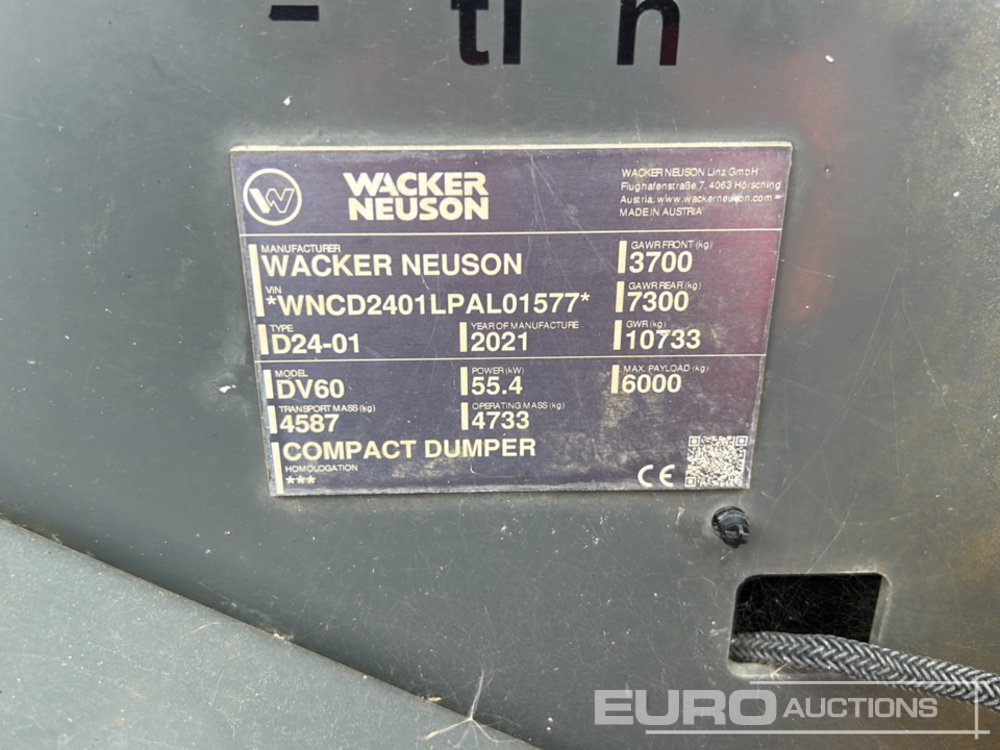 WACKER
NEUSON
WACKER NEUSON Linz GmbH
Flughafenstraße 7, 4063 Hörsching
Austria, www.wackerneuson.com
MADE IN AUSTRIA
MANUFACTURER
WACKER NEUSON
GAWR FRONT (kg)
3700
VIN
*WNCD2401LPAL01577*
GAWR REAR (kg)
7300
TYPE
D24-01
YEAR OF MANUFACTURE
2021
GWR (kg)
10733
MODEL
DV60
POWER (kW)
55.4
MAX. PAYLOAD (kg)
6000
TRANSPORT MASS (kg)
4587
OPERATING MASS (kg)
4733
COMPACT DUMPER
HOMOLOGATION
***
CE
EURO AUCTIONS